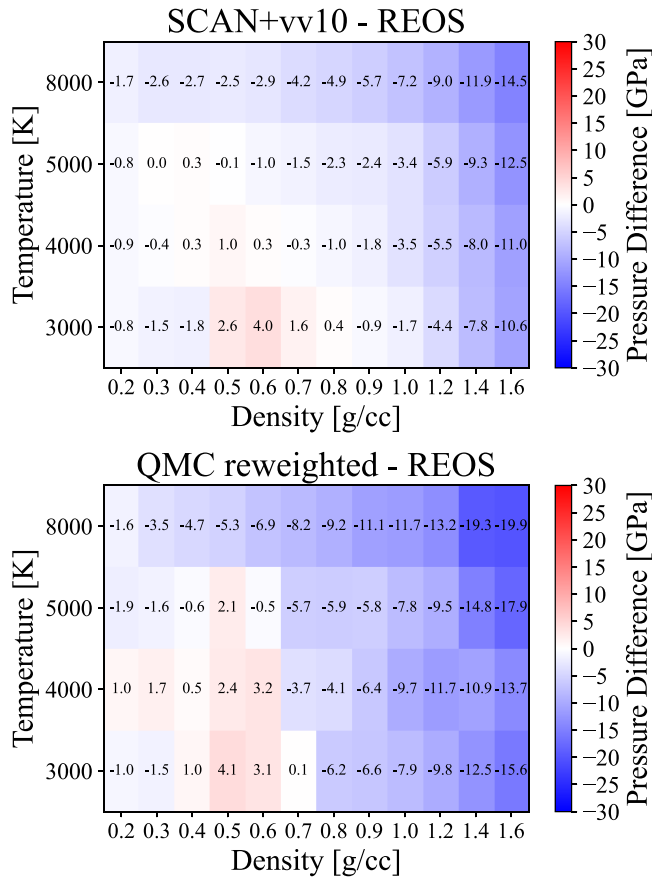 SCAN+vv10 - REOS
8000 -1.7 -2.6 -2.7 -2.5 -2.9 -4.2 -4.9 -5.7 -7.2 -9.0 -11.9 -14.5
5000 -0.8 0.0 0.3 -0.1 -1.0 -1.5 -2.3 -2.4 -3.4 -5.9 -9.3 -12.5
4000 -0.9 -0.4 0.3 1.0 0.3 -0.3 -1.0 -1.8 -3.5 -5.5 -8.0 -11.0
3000 -0.8 -1.5 -1.8 2.6 4.0 1.6 0.4 -0.9 -1.7 -4.4 -7.8 -10.6
0.2 0.3 0.4 0.5 0.6 0.7 0.8 0.9 1.0 1.2 1.4 1.6
Density [g/cc]
Temperature [K]
30
25
20
15
10
5
0
−5
−10
−15
−20
−25
−30
Pressure Difference [GPa]
QMC reweighted - REOS
8000 -1.6 -3.5 -4.7 -5.3 -6.9 -8.2 -9.2 -11.1 -11.7 -13.2 -19.3 -19.9
5000 -1.9 -1.6 -0.6 2.1 -0.5 -5.7 -5.9 -5.8 -7.8 -9.5 -14.8 -17.9
4000 1.0 1.7 0.5 2.4 3.2 -3.7 -4.1 -6.4 -9.7 -11.7 -10.9 -13.7
3000 -1.0 -1.5 1.0 4.1 3.1 0.1 -6.2 -6.6 -7.9 -9.8 -12.5 -15.6
0.2 0.3 0.4 0.5 0.6 0.7 0.8 0.9 1.0 1.2 1.4 1.6
Density [g/cc]
Temperature [K]
30
25
20
15
10
5
0
−5
−10
−15
−20
−25
−30
Pressure Difference [GPa]